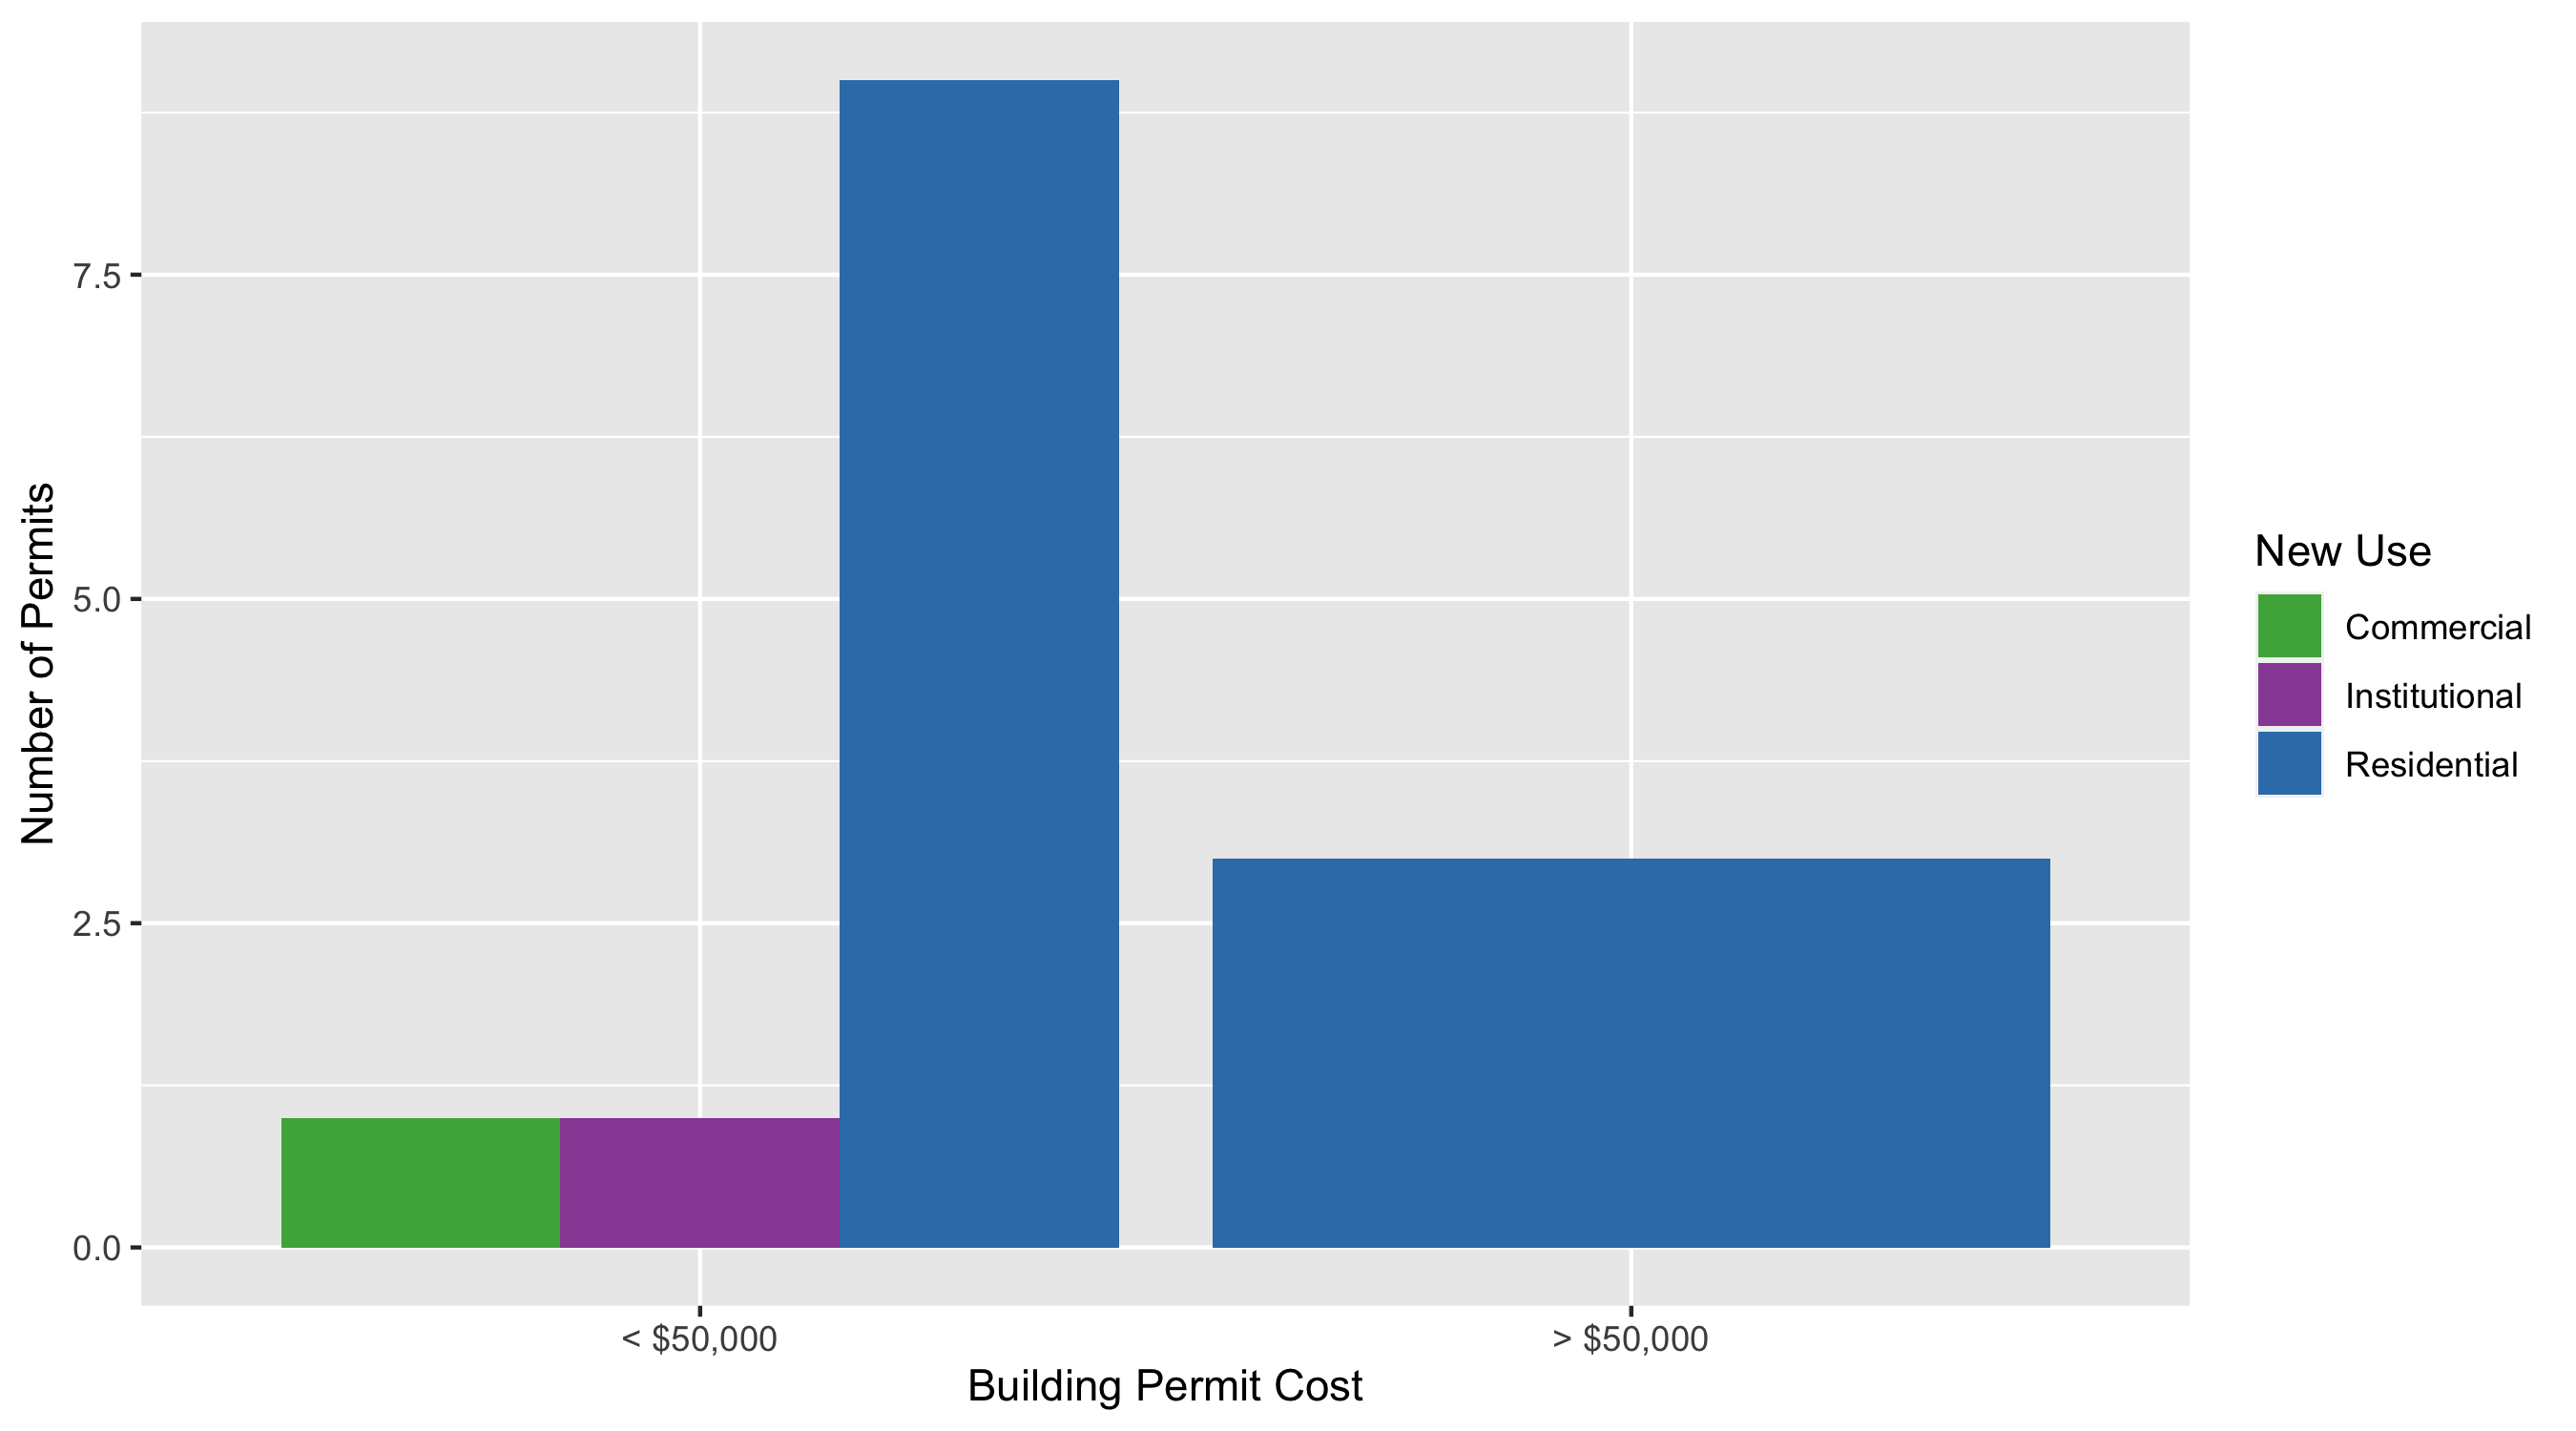 Number of Permits
7.5
5.0
2.5
0.0
< $50,000
> $50,000
Building Permit Cost
New Use
Commercial
Institutional
Residential